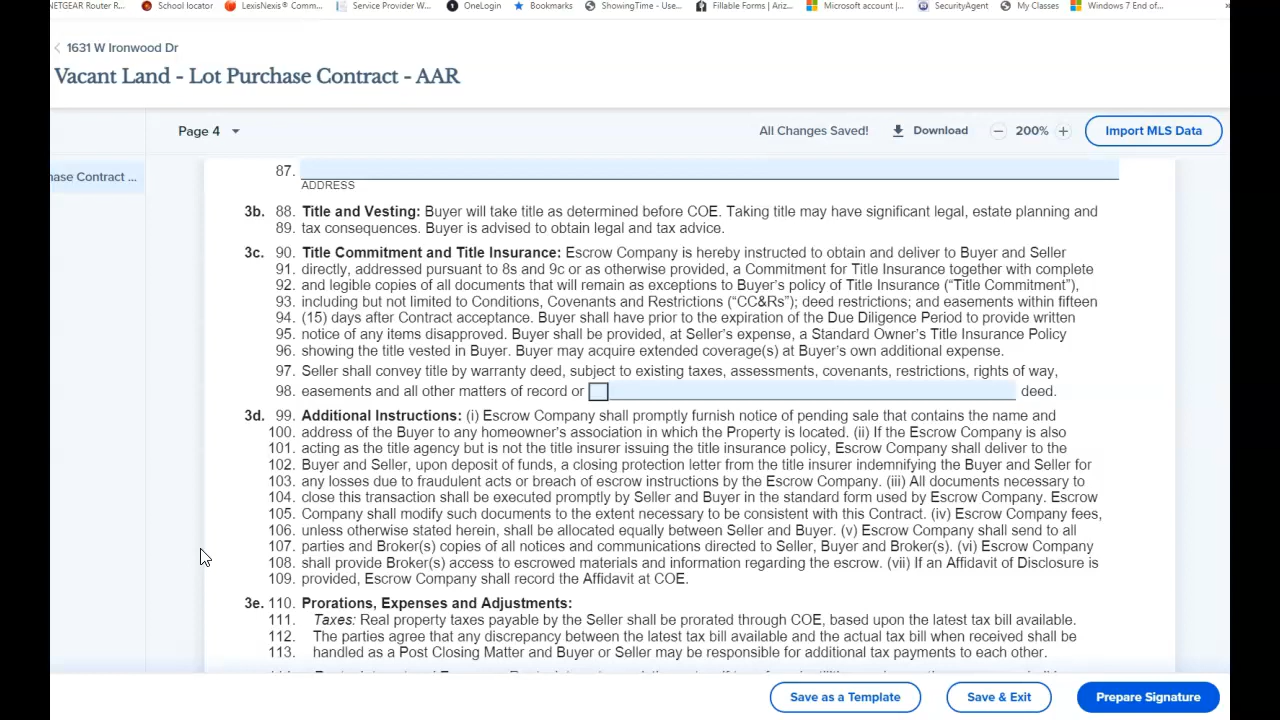 NETGEAR Router R... School locator LexisNexis® Comm... Service Provider W... OneLogin Bookmarks ShowingTime - Use... Fillable Forms | Ariz... Microsoft account |... SecurityAgent My Classes Windows 7 End of...
1631 W Ironwood Dr
Vacant Land - Lot Purchase Contract - AAR
Page 4 All Changes Saved! Download 200% Import MLS Data
hase Contract ...
87.
ADDRESS
3b. 88. Title and Vesting: Buyer will take title as determined before COE. Taking title may have significant legal, estate planning and
89. tax consequences. Buyer is advised to obtain legal and tax advice.
3c. 90. Title Commitment and Title Insurance: Escrow Company is hereby instructed to obtain and deliver to Buyer and Seller
91. directly, addressed pursuant to 8s and 9c or as otherwise provided, a Commitment for Title Insurance together with complete
92. and legible copies of all documents that will remain as exceptions to Buyer's policy of Title Insurance ("Title Commitment"),
93. including but not limited to Conditions, Covenants and Restrictions ("CC&Rs"); deed restrictions; and easements within fifteen
94. (15) days after Contract acceptance. Buyer shall have prior to the expiration of the Due Diligence Period to provide written
95. notice of any items disapproved. Buyer shall be provided, at Seller's expense, a Standard Owner's Title Insurance Policy
96. showing the title vested in Buyer. Buyer may acquire extended coverage(s) at Buyer's own additional expense.
97. Seller shall convey title by warranty deed, subject to existing taxes, assessments, covenants, restrictions, rights of way,
98. easements and all other matters of record or deed.
3d. 99. Additional Instructions: (i) Escrow Company shall promptly furnish notice of pending sale that contains the name and
100. address of the Buyer to any homeowner's association in which the Property is located. (ii) If the Escrow Company is also
101. acting as the title agency but is not the title insurer issuing the title insurance policy, Escrow Company shall deliver to the
102. Buyer and Seller, upon deposit of funds, a closing protection letter from the title insurer indemnifying the Buyer and Seller for
103. any losses due to fraudulent acts or breach of escrow instructions by the Escrow Company. (iii) All documents necessary to
104. close this transaction shall be executed promptly by Seller and Buyer in the standard form used by Escrow Company. Escrow
105. Company shall modify such documents to the extent necessary to be consistent with this Contract. (iv) Escrow Company fees,
106. unless otherwise stated herein, shall be allocated equally between Seller and Buyer. (v) Escrow Company shall send to all
107. parties and Broker(s) copies of all notices and communications directed to Seller, Buyer and Broker(s). (vi) Escrow Company
108. shall provide Broker(s) access to escrowed materials and information regarding the escrow. (vii) If an Affidavit of Disclosure is
109. provided, Escrow Company shall record the Affidavit at COE.
3e. 110. Prorations, Expenses and Adjustments:
111. Taxes: Real property taxes payable by the Seller shall be prorated through COE, based upon the latest tax bill available.
112. The parties agree that any discrepancy between the latest tax bill available and the actual tax bill when received shall be
113. handled as a Post Closing Matter and Buyer or Seller may be responsible for additional tax payments to each other.
Save as a Template Save & Exit Prepare Signature